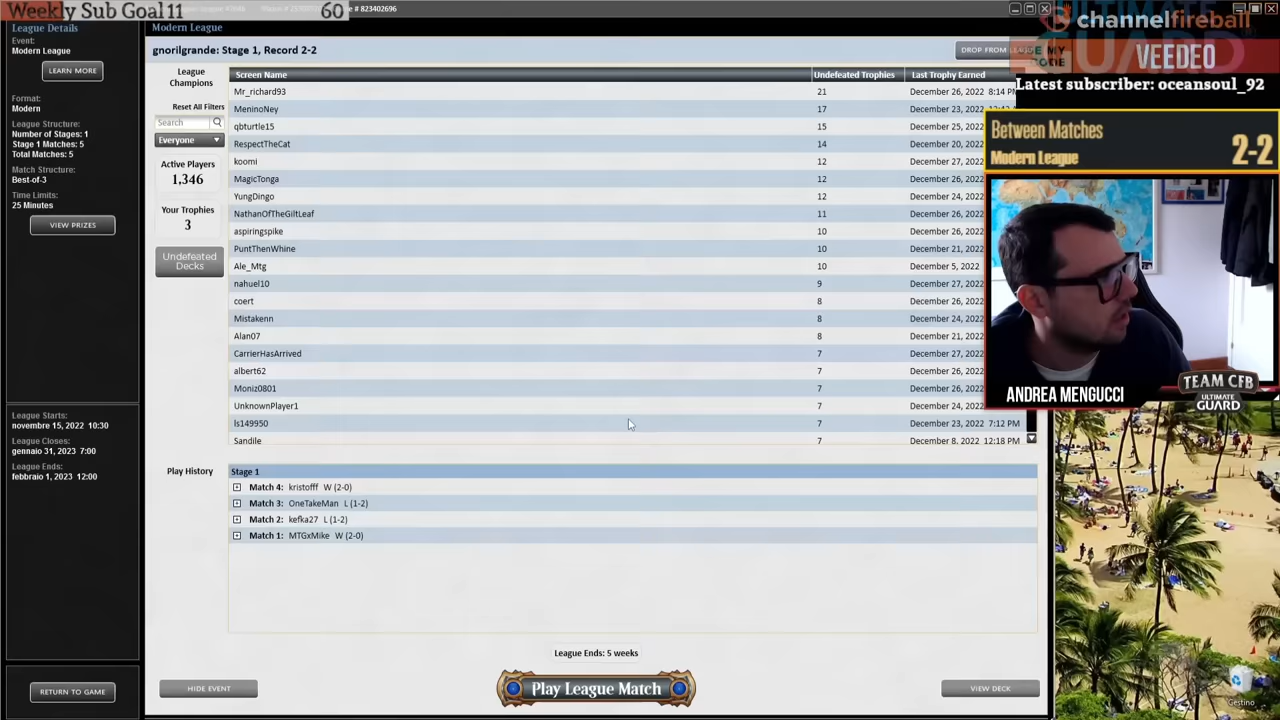 Weekly Sub Goal 11 60
# 823402696
channelfireball
League Details
Modern League
VEEDEO
Event:
Modern League
LEARN MORE
gnorilgrande: Stage 1, Record 2-2
DROP FROM
Latest subscriber: oceansoul_92
Format:
Modern
League Structure:
Number of Stages: 1
Stage 1 Matches: 5
Total Matches: 5
Match Structure:
Best-of-3
Time Limits:
25 Minutes
VIEW PRIZES
League Champions
Reset All Filters
Search
Everyone
Active Players
1,346
Your Trophies
3
Undefeated Decks
Screen Name Undefeated Trophies Last Trophy Earned
Mr_richard93 21 December 26, 2022 8:14 PM
MeninoNey 17 December 23, 2022
qbturtle15 15 December 25, 2022
RespectTheCat 14 December 20, 2022
koomi 12 December 27, 2022
MagicTonga 12 December 26, 2022
YungDingo 12 December 24, 2022
NathanOfTheGiltLeaf 11 December 26, 2022
aspiringspike 10 December 26, 2022
PuntThenWhine 10 December 21, 2022
Ale_Mtg 10 December 5, 2022
nahuel10 9 December 27, 2022
coert 8 December 26, 2022
Mistakenn 8 December 24, 2022
Alan07 8 December 21, 2022
CarrierHasArrived 7 December 27, 2022
albert62 7 December 26, 2022
Moniz0801 7 December 26, 2022
UnknownPlayer1 7 December 24, 2022
ls149950 7 December 23, 2022 7:12 PM
Sandile 7 December 8, 2022 12:18 PM
Between Matches
Modern League
2-2
ANDREA MENGUCCI
TEAM CFB
ULTIMATE
GUARD
League Starts:
novembre 15, 2022 10:30
League Closes:
gennaio 31, 2023 7:00
League Ends:
febbraio 1, 2023 12:00
Play History
Stage 1
Match 4: kristofff W (2-0)
Match 3: OneTakeMan L (1-2)
Match 2: kefka27 L (1-2)
Match 1: MTGxMike W (2-0)
League Ends: 5 weeks
RETURN TO GAME
HIDE EVENT
Play League Match
VIEW DECK
Gestino